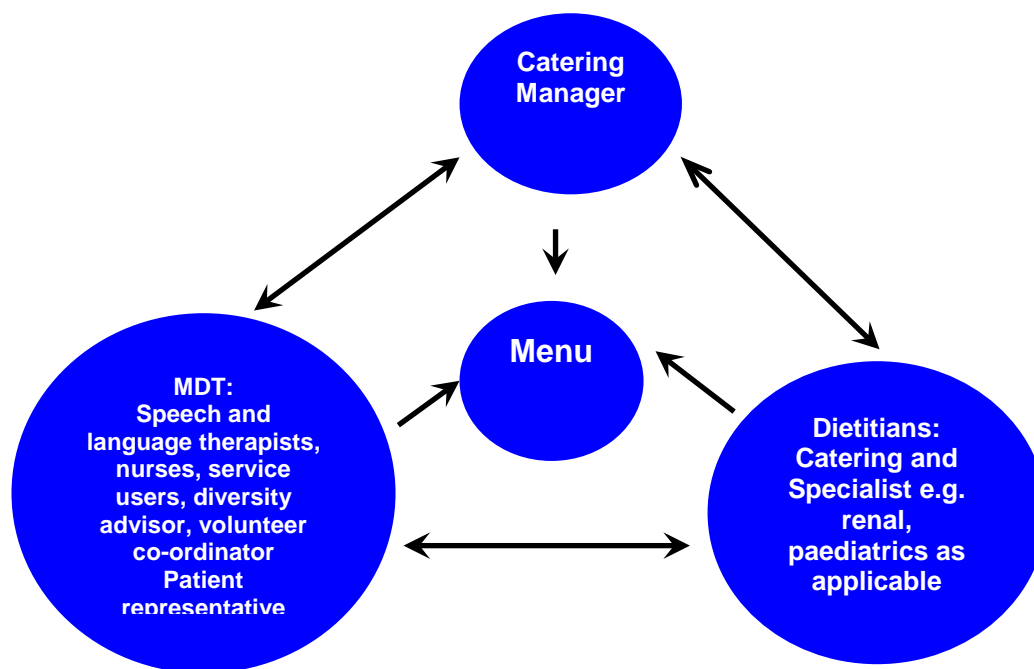 Catering
Manager
Menu
MDT:
Speech and
language therapists,
nurses, service
users, diversity
advisor, volunteer
co-ordinator
Patient
representative
Dietitians:
Catering and
Specialist e.g.
renal,
paediatrics as
applicable